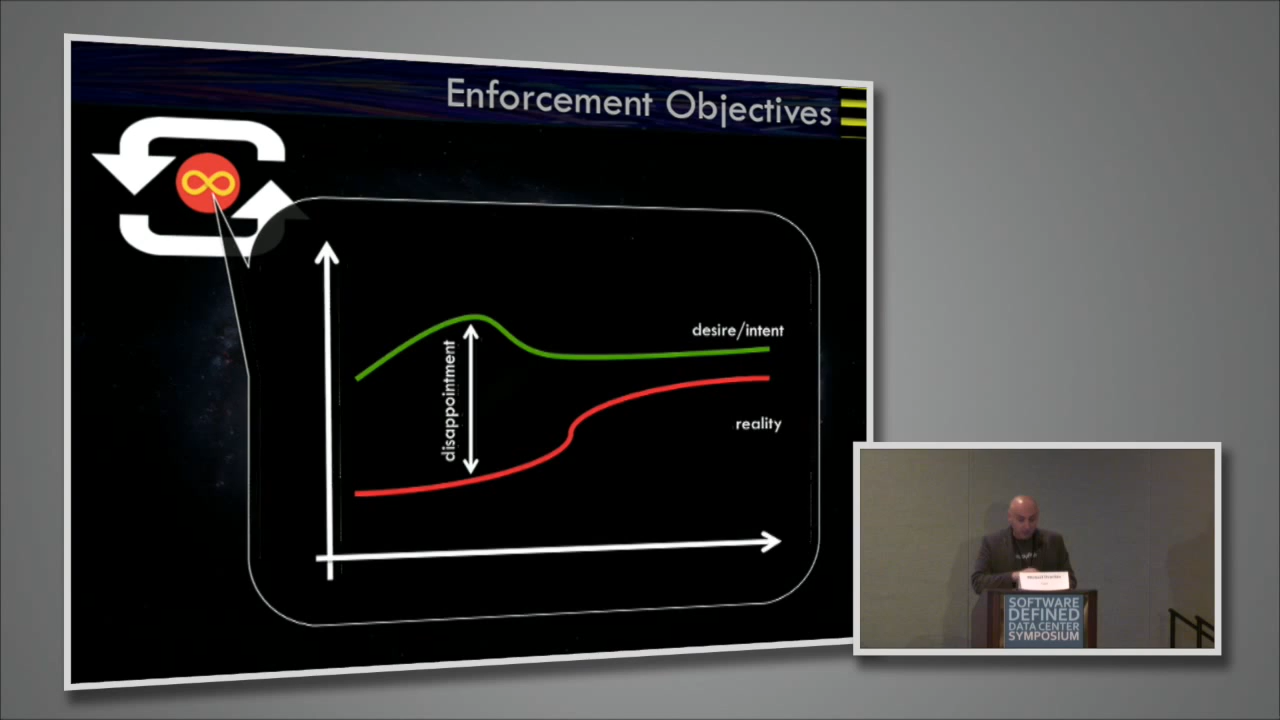 Enforcement Objectives
disappointment
desire/intent
reality
SOFTWARE
DEFINED
DATA CENTER
SYMPOSIUM